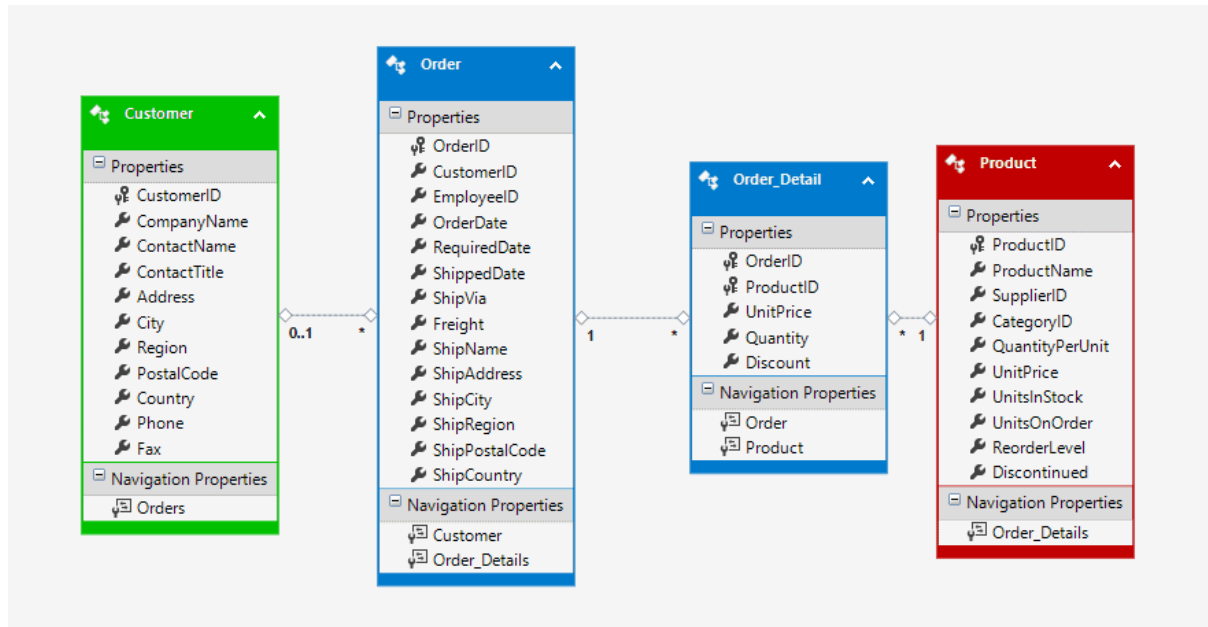 Customer
Properties
CustomerID
CompanyName
ContactName
ContactTitle
Address
City
Region
PostalCode
Country
Phone
Fax
Navigation Properties
Orders
0..1
*
Order
Properties
OrderID
CustomerID
EmployeeID
OrderDate
RequiredDate
ShippedDate
ShipVia
Freight
ShipName
ShipAddress
ShipCity
ShipRegion
ShipPostalCode
ShipCountry
Navigation Properties
Customer
Order_Details
1
*
Order_Detail
Properties
OrderID
ProductID
UnitPrice
Quantity
Discount
Navigation Properties
Order
Product
*
1
Product
Properties
ProductID
ProductName
SupplierID
CategoryID
QuantityPerUnit
UnitPrice
UnitsInStock
UnitsOnOrder
ReorderLevel
Discontinued
Navigation Properties
Order_Details